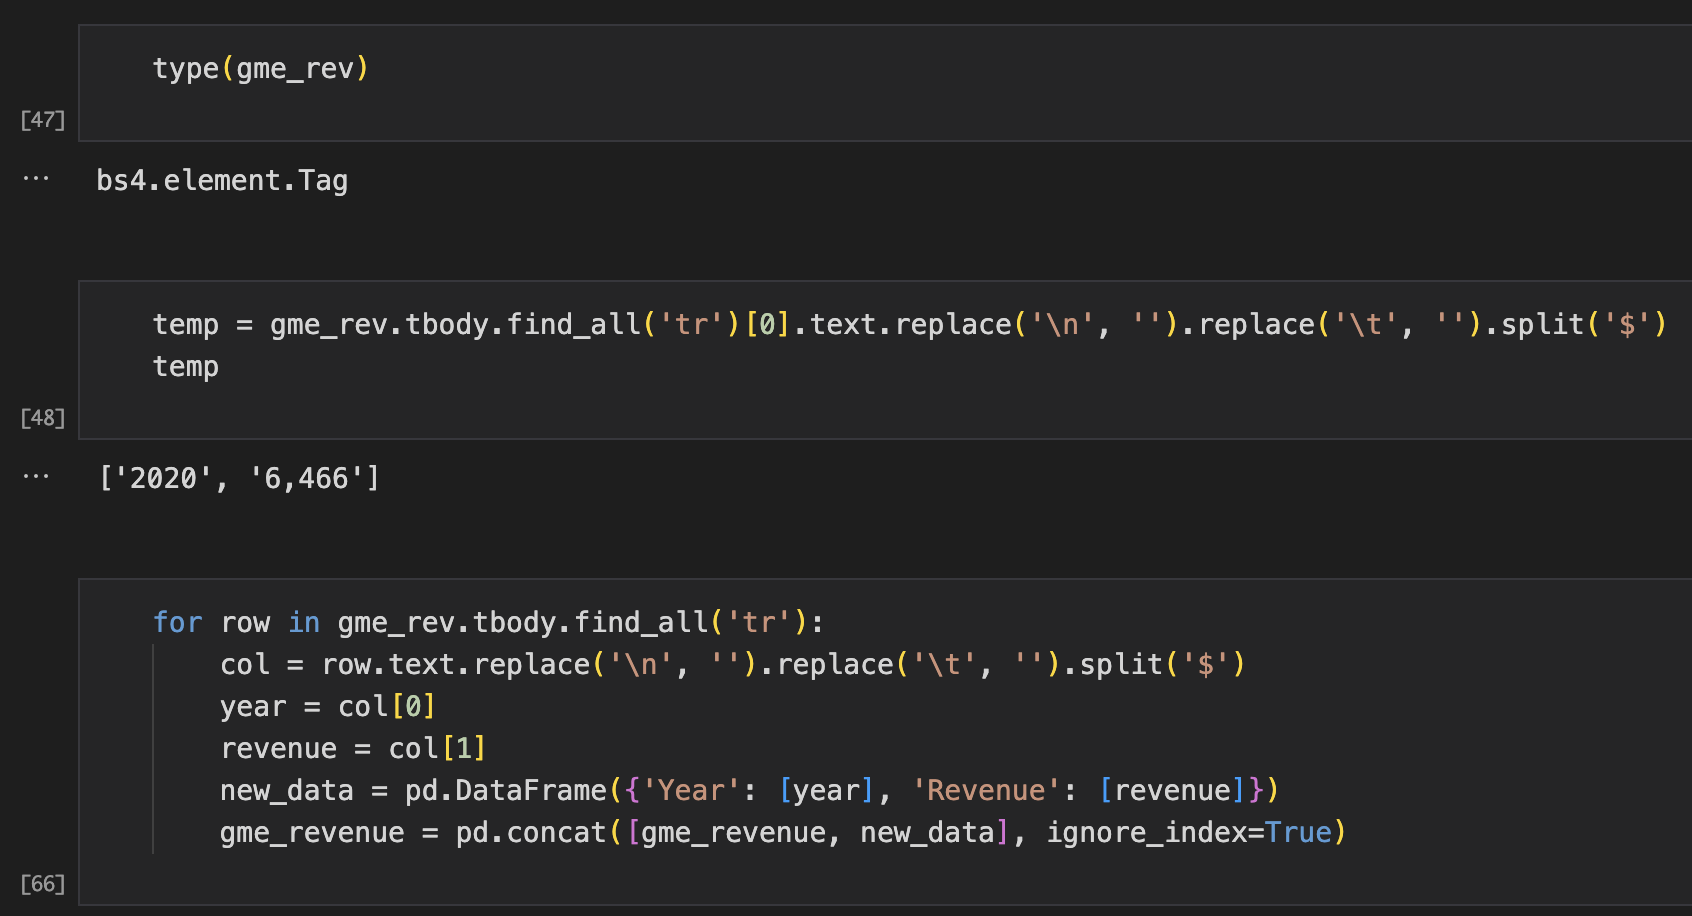 type(gme_rev)
[47]
... bs4.element.Tag
temp = gme_rev.tbody.find_all('tr')[0].text.replace('\n', '').replace('\t', '').split('$')
temp
[48]
... ['2020', '6,466']
for row in gme_rev.tbody.find_all('tr'):
    col = row.text.replace('\n', '').replace('\t', '').split('$')
    year = col[0]
    revenue = col[1]
    new_data = pd.DataFrame({'Year': [year], 'Revenue': [revenue]})
    gme_revenue = pd.concat([gme_revenue, new_data], ignore_index=True)
[66]